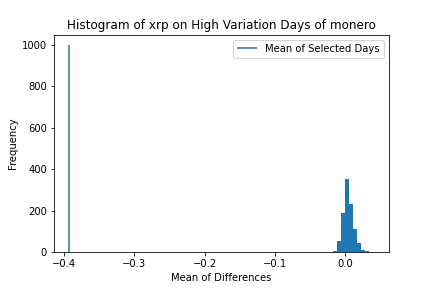 Histogram of xrp on High Variation Days of monero
Mean of Selected Days
Frequency
1000
800
600
400
200
0
−0.4
−0.3
−0.2
−0.1
0.0
Mean of Differences